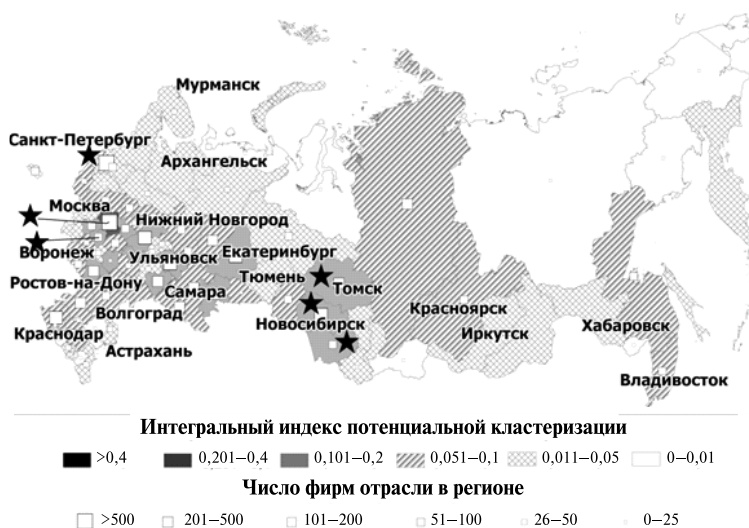 Мурманск
Санкт-Петербург
Архангельск
Москва
Нижний Новгород
Воронеж
Ульяновск
Екатеринбург
Ростов-на-Дону
Самара
Тюмень
Томск
Волгоград
Новосибирск
Красноярск
Краснодар
Иркутск
Хабаровск
Астрахань
Владивосток
Интегральный индекс потенциальной кластеризации
>0,4 0,201–0,4 0,101–0,2 0,051–0,1 0,011–0,05 0–0,01
Число фирм отрасли в регионе
>500 201–500 101–200 51–100 26–50 0–25